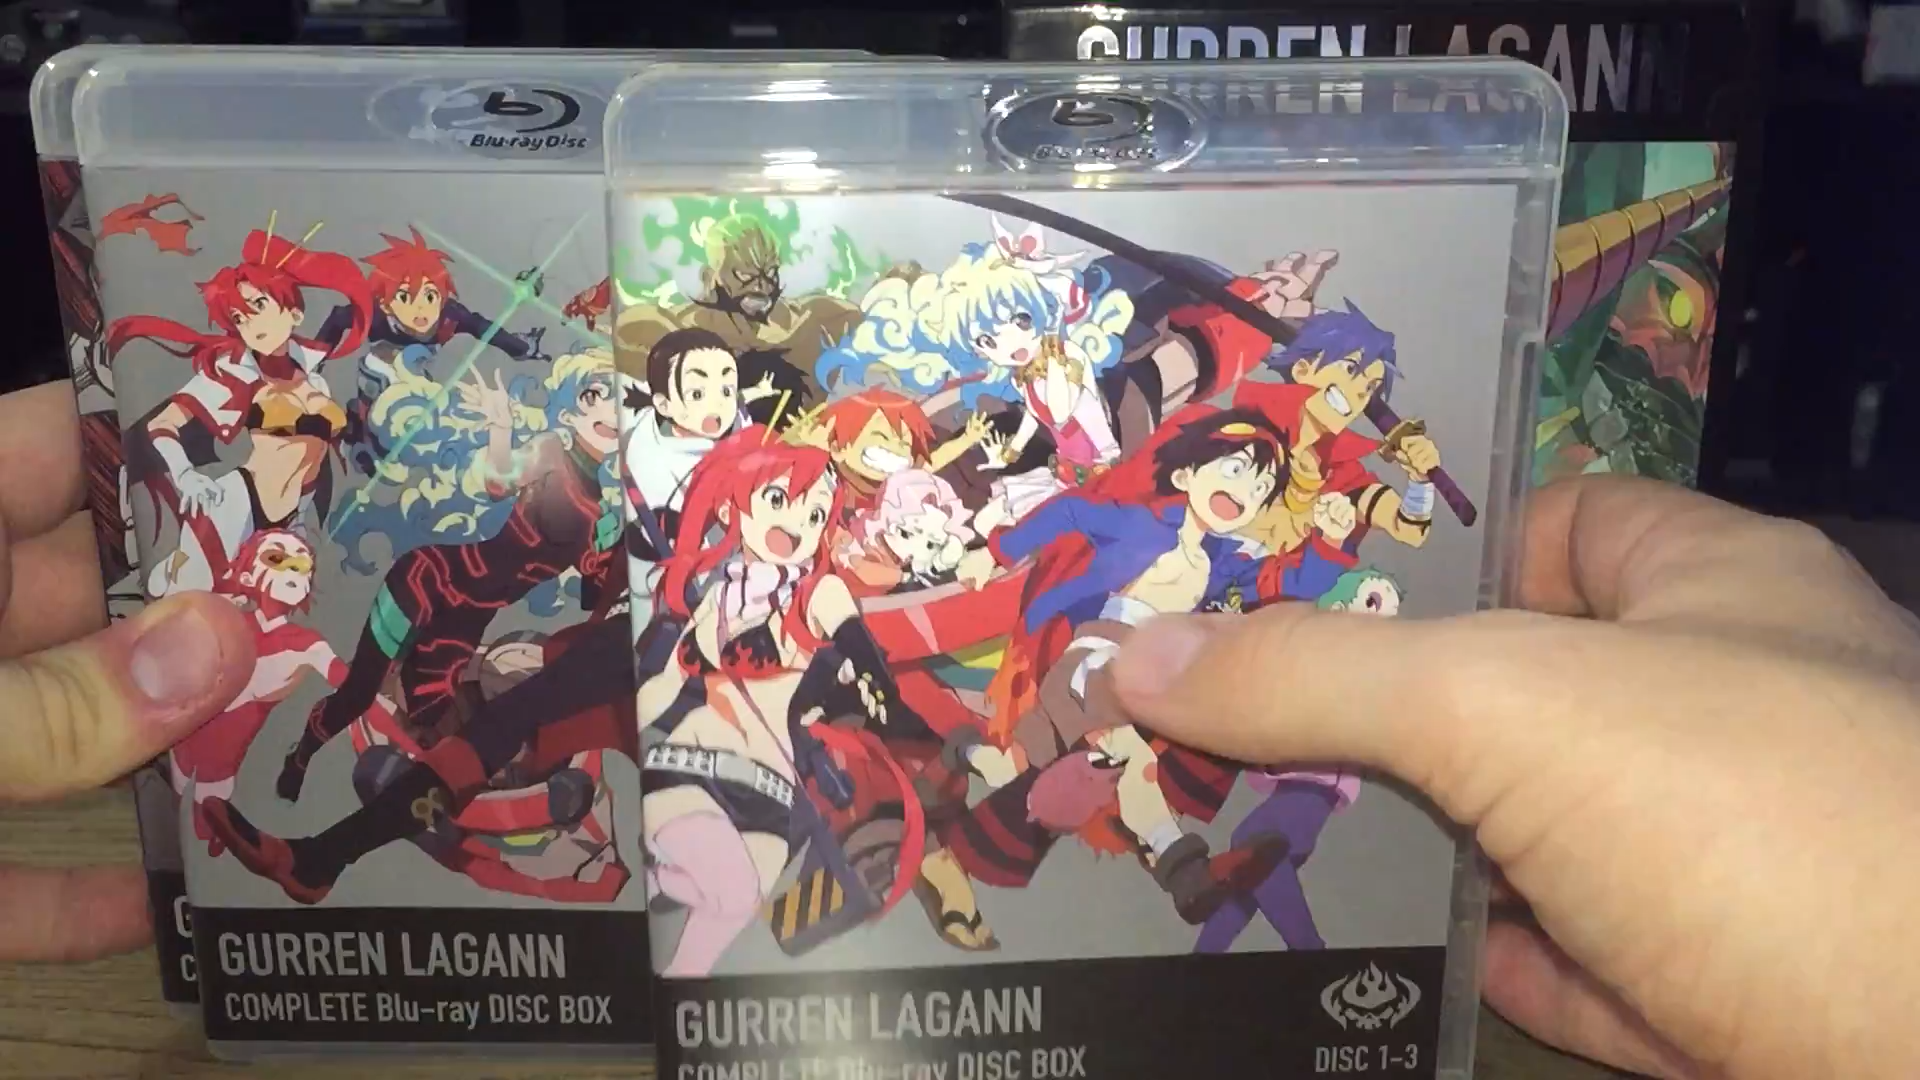 GURREN LAGANN
Blu-ray Disc
GURREN LAGANN
COMPLETE Blu-ray DISC BOX
GURREN LAGANN
COMPLETE Blu-ray DISC BOX
DISC 1-3
G
C